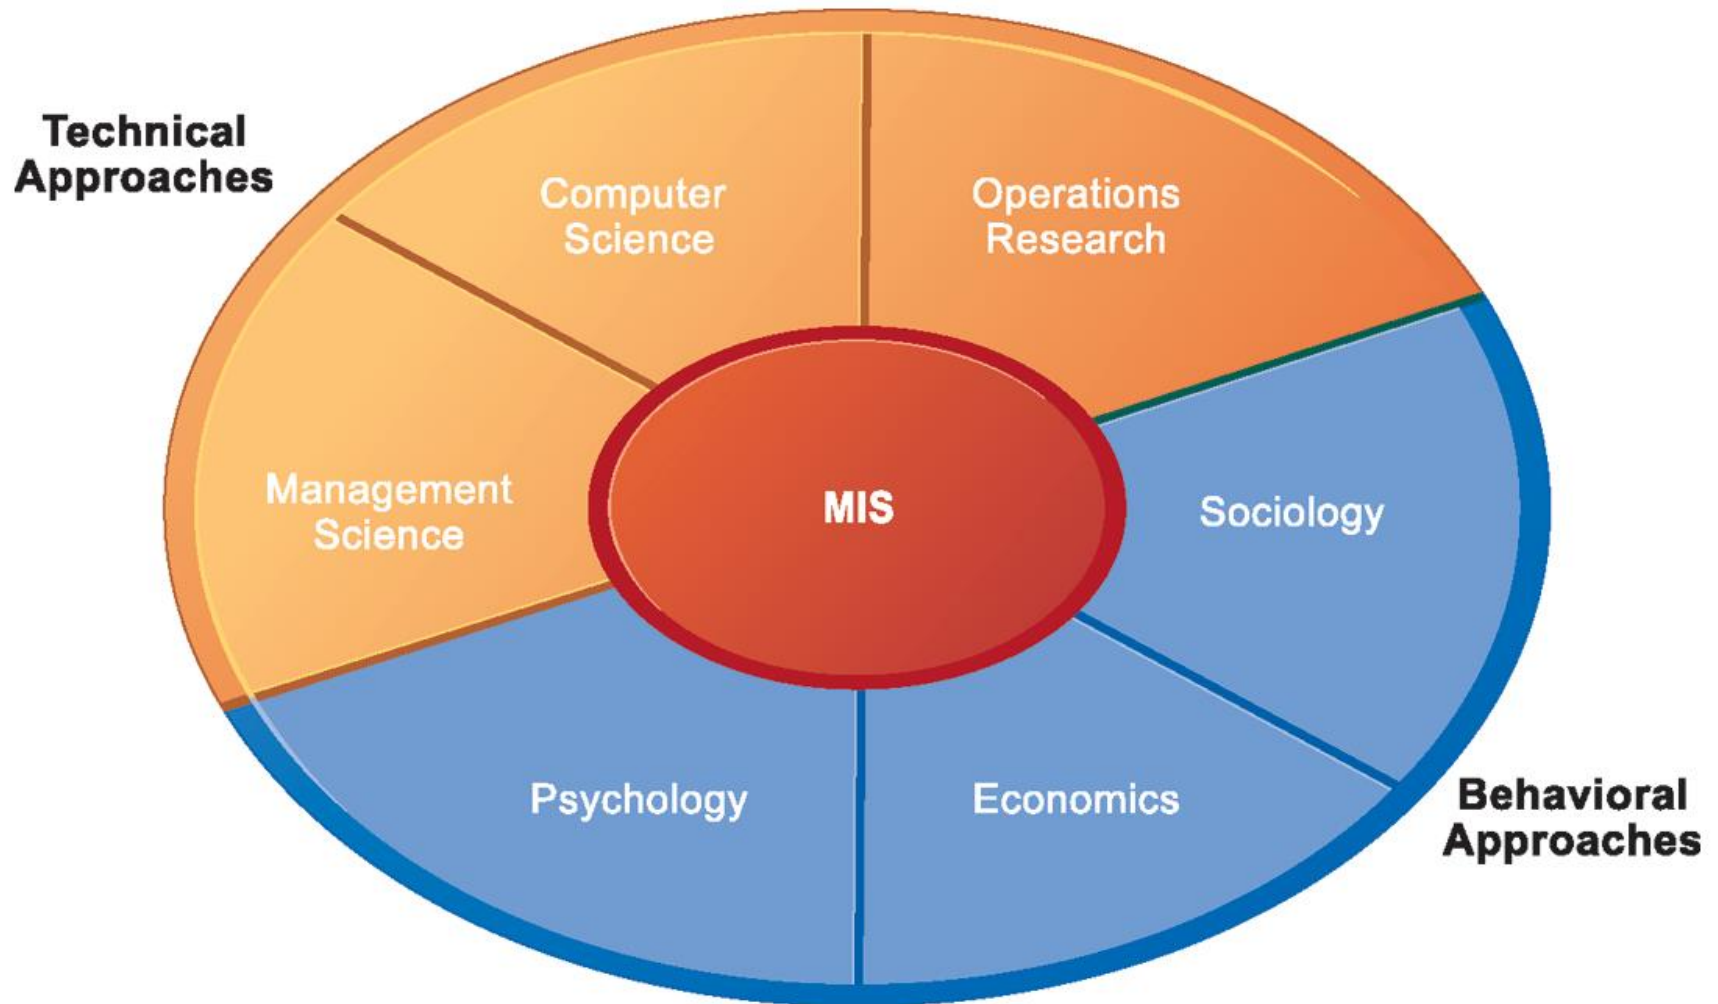 Technical
Approaches
Computer
Science
Operations
Research
Management
Science
MIS
Sociology
Psychology
Economics
Behavioral
Approaches